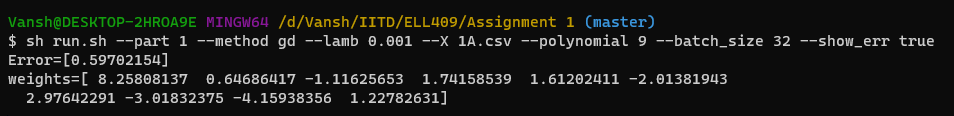 Vansh@DESKTOP-2HROA9E MINGW64 /d/Vansh/IITD/ELL409/Assignment 1 (master)
$ sh run.sh --part 1 --method gd --lamb 0.001 --X 1A.csv --polynomial 9 --batch_size 32 --show_err true
Error=[0.59702154]
weights=[ 8.25808137  0.64686417 -1.11625653  1.74158539  1.61202411 -2.01381943
  2.97642291 -3.01832375 -4.15938356  1.22782631]